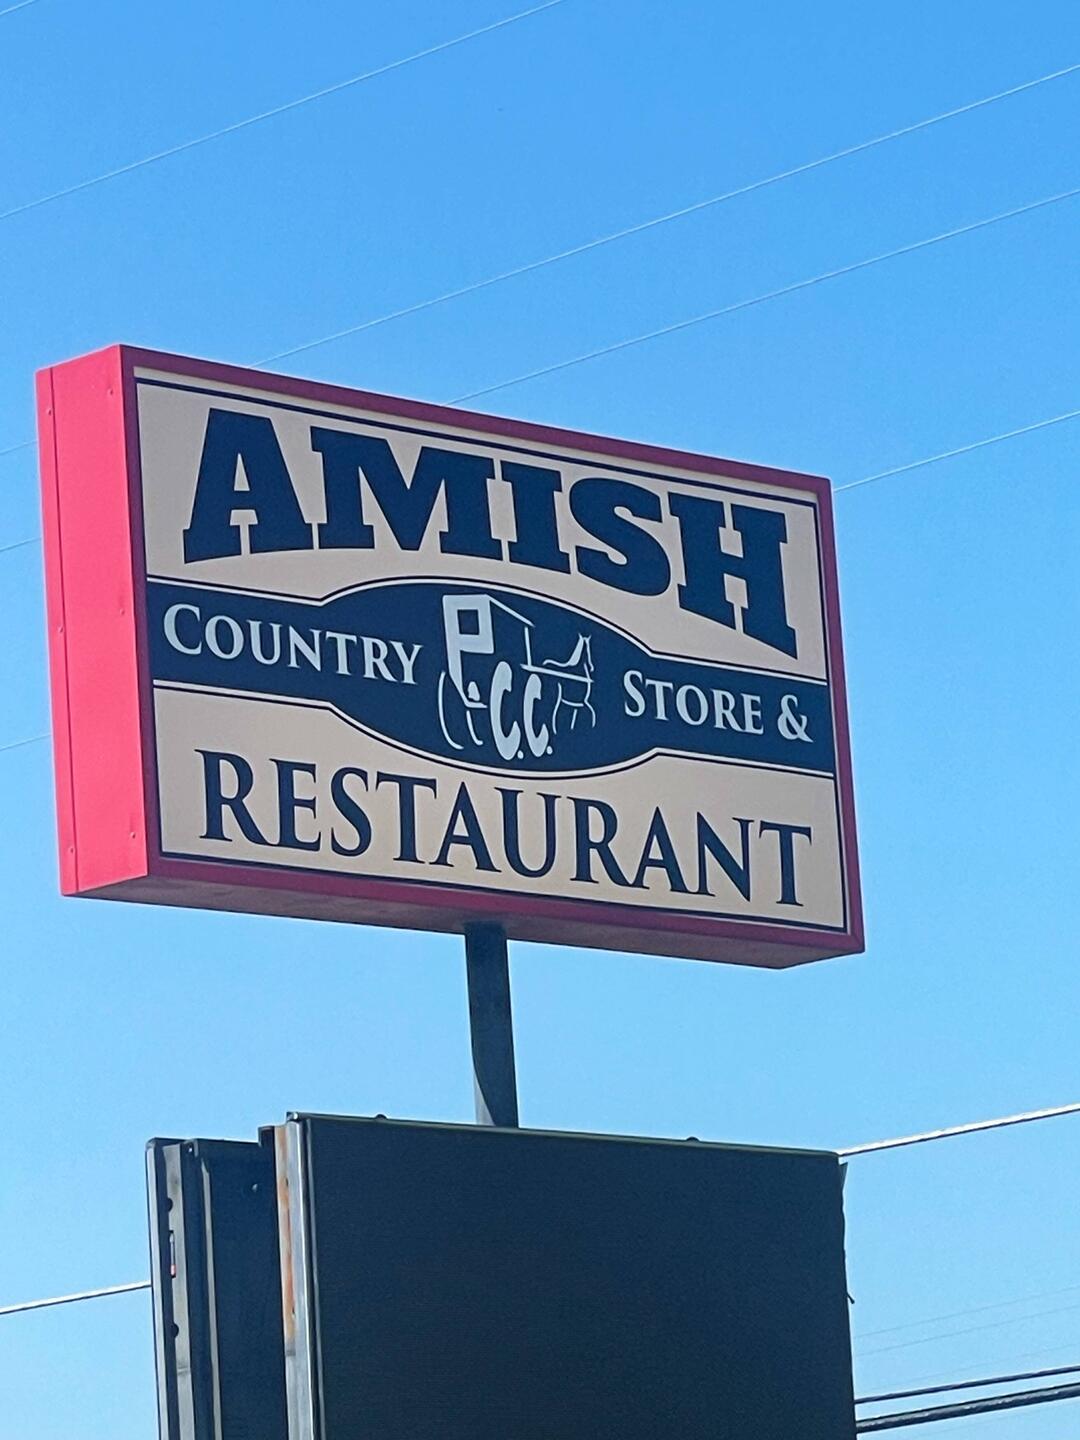 AMISH
COUNTRY P.C.C. STORE &
RESTAURANT